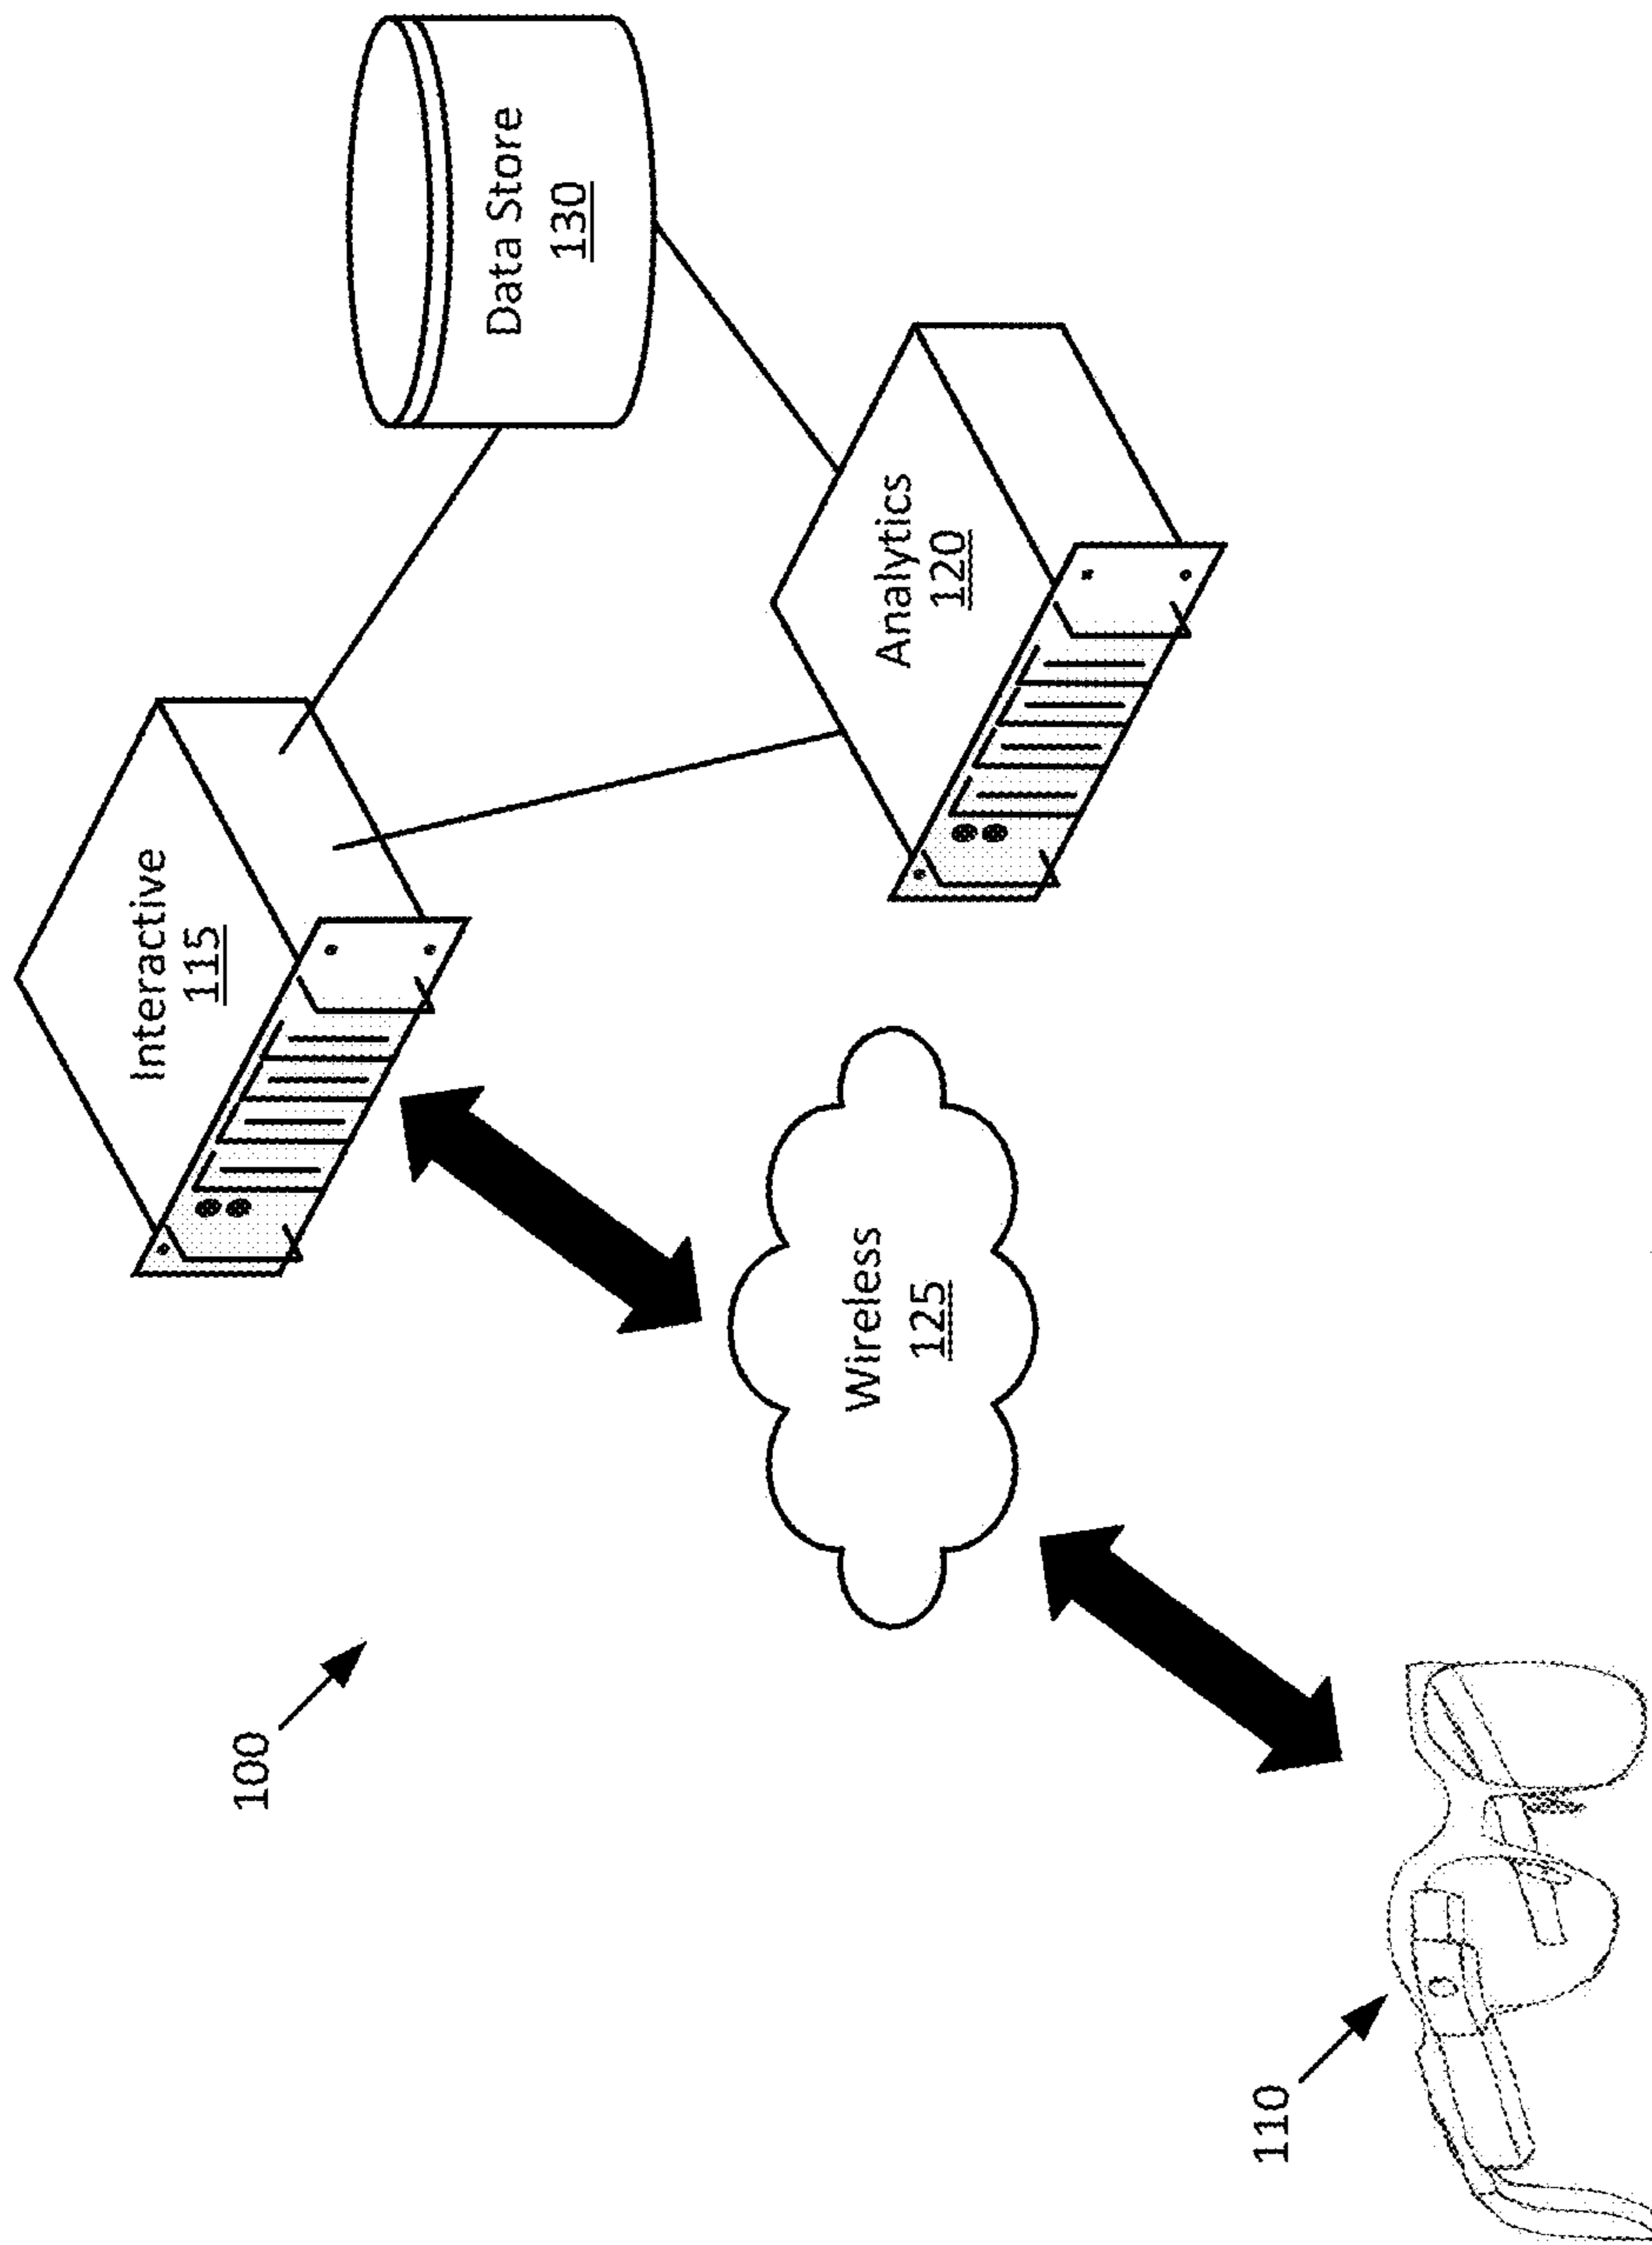 100
Interactive
115
Data Store
130
Analytics
120
Wireless
125
110